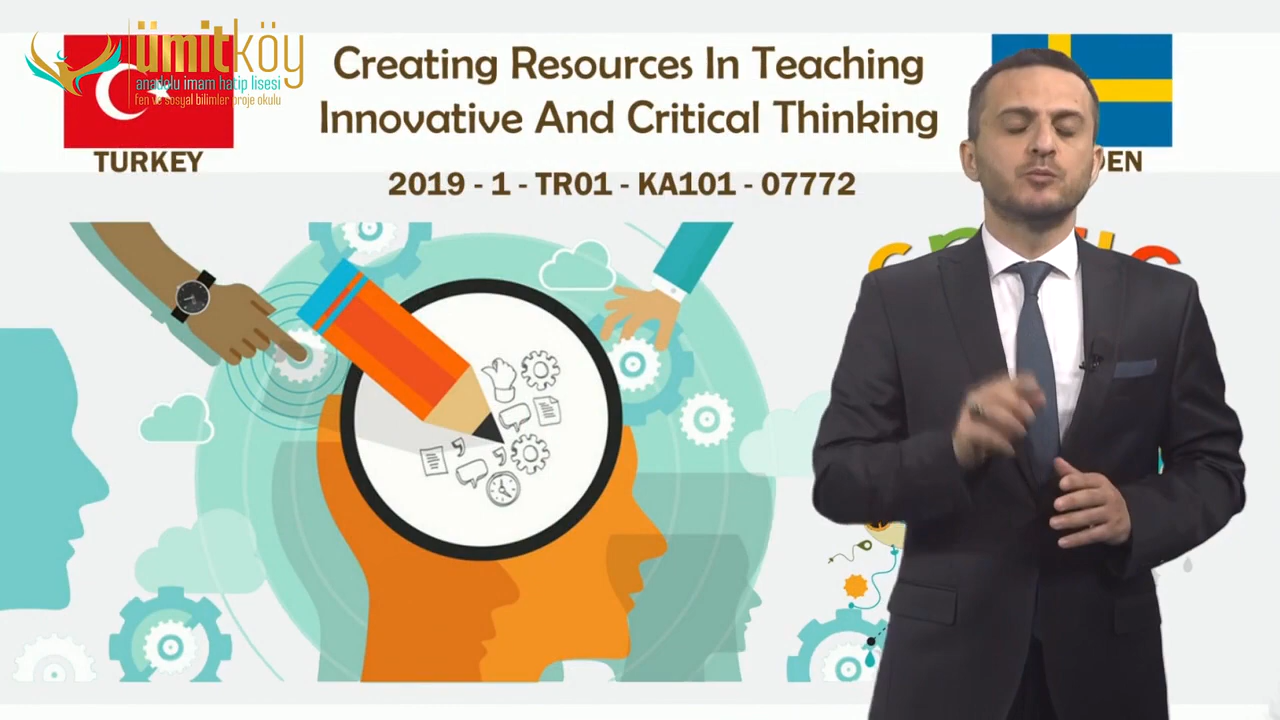 ümitköy
anadolu imam hatip lisesi
fen ve sosyal bilimler proje okulu
TURKEY
Creating Resources In Teaching
Innovative And Critical Thinking
2019 - 1 - TR01 - KA101 - 07772
DEN